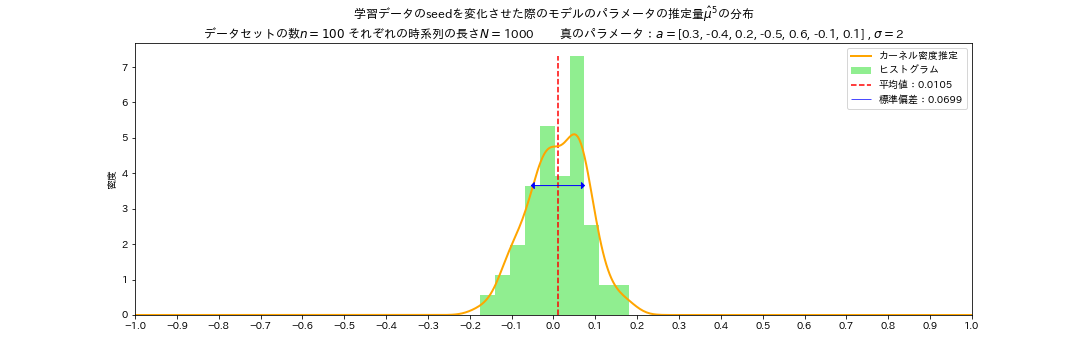 学習データのseedを変化させた際のモデルのパラメータの推定量$\hat{\mu}^5$の分布
データセットの数n = 100 それぞれの時系列の長さN = 1000 真のパラメータ：a = [0.3, -0.4, 0.2, -0.5, 0.6, -0.1, 0.1] , σ = 2
カーネル密度推定
ヒストグラム
平均値：0.0105
標準偏差：0.0699
密度
7
6
5
4
3
2
1
0
−1.0 −0.9 −0.8 −0.7 −0.6 −0.5 −0.4 −0.3 −0.2 −0.1 0.0 0.1 0.2 0.3 0.4 0.5 0.6 0.7 0.8 0.9 1.0